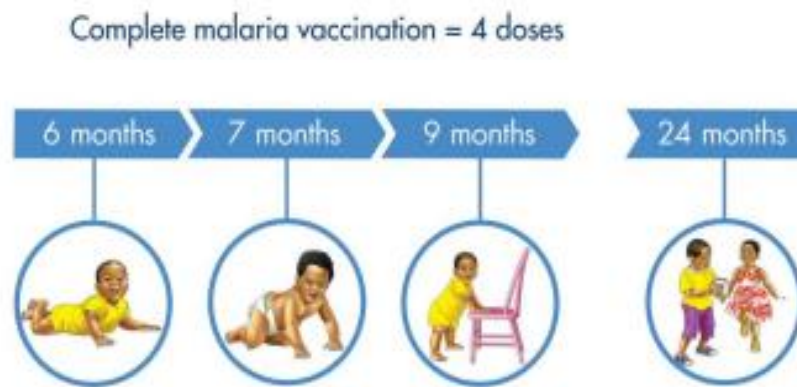 Complete malaria vaccination = 4 doses
6 months 7 months 9 months 24 months